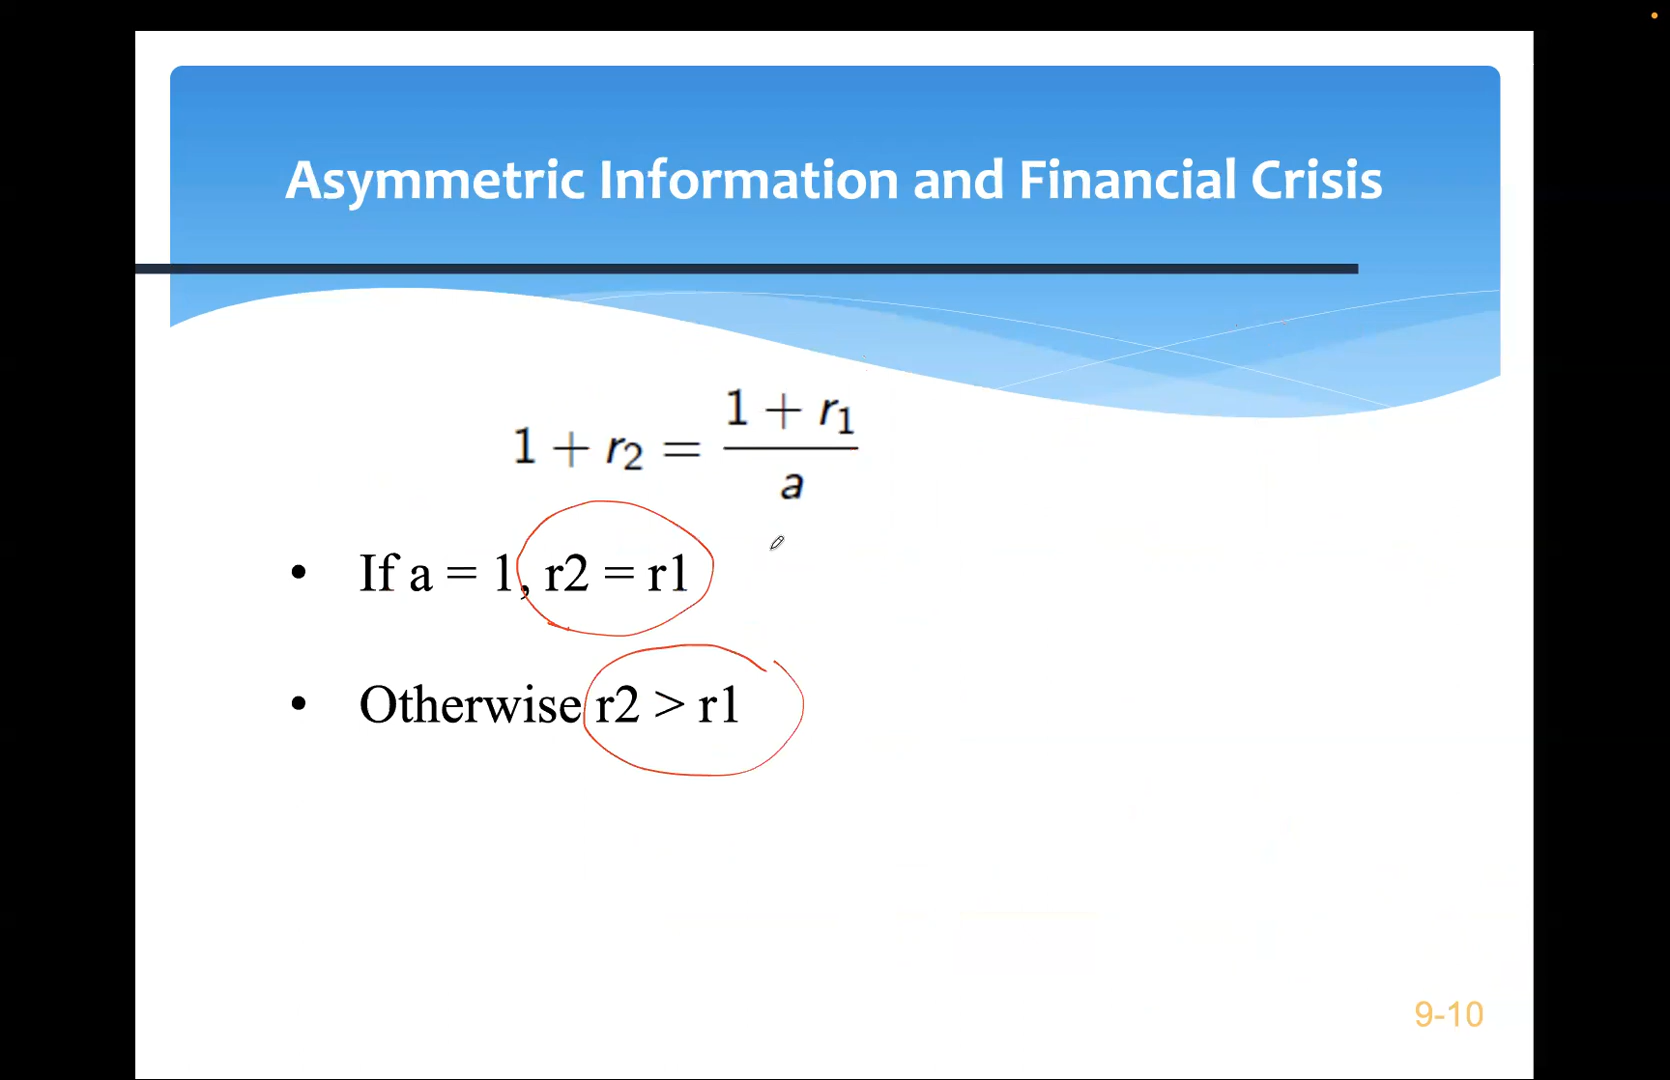 Asymmetric Information and Financial Crisis
1 + r₂ = (1 + r₁) / a
• If a = 1, r2 = r1
• Otherwise r2 > r1
9-10